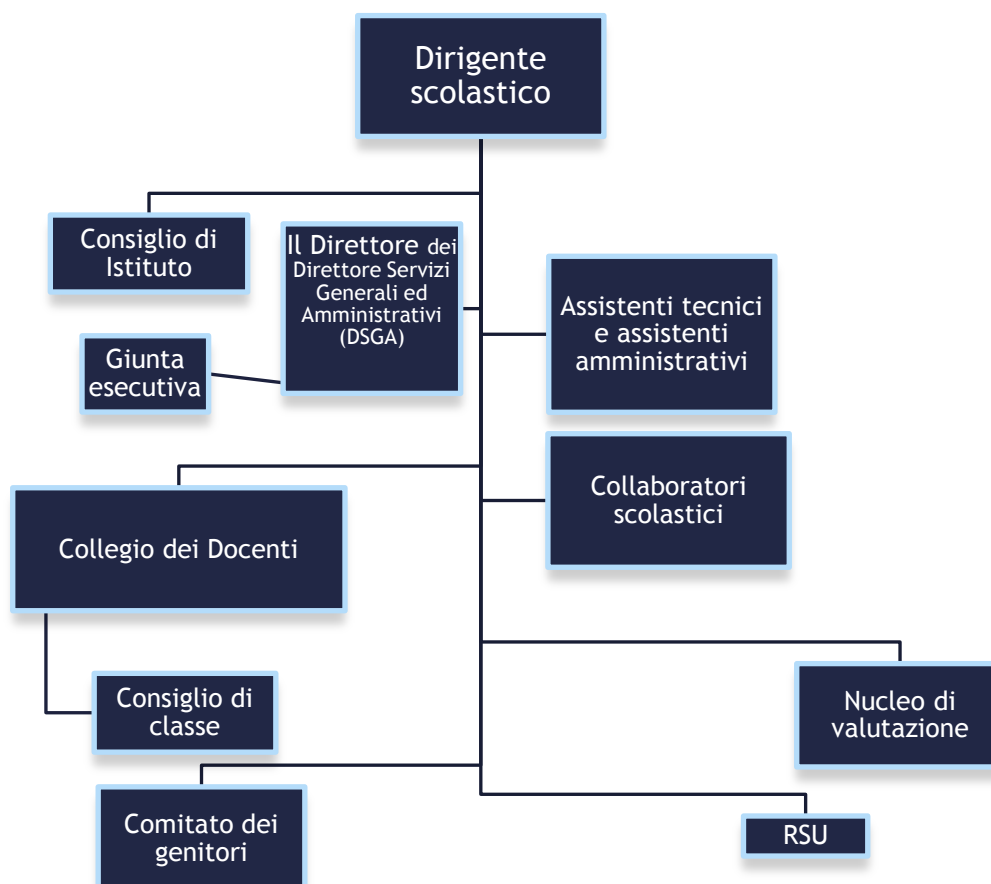 Dirigente
scolastico
Consiglio di
Istituto
Il Direttore dei
Direttore Servizi
Generali ed
Amministrativi
(DSGA)
Assistenti tecnici
e assistenti
amministrativi
Giunta
esecutiva
Collaboratori
scolastici
Collegio dei Docenti
Consiglio di
classe
Nucleo di
valutazione
Comitato dei
genitori
RSU